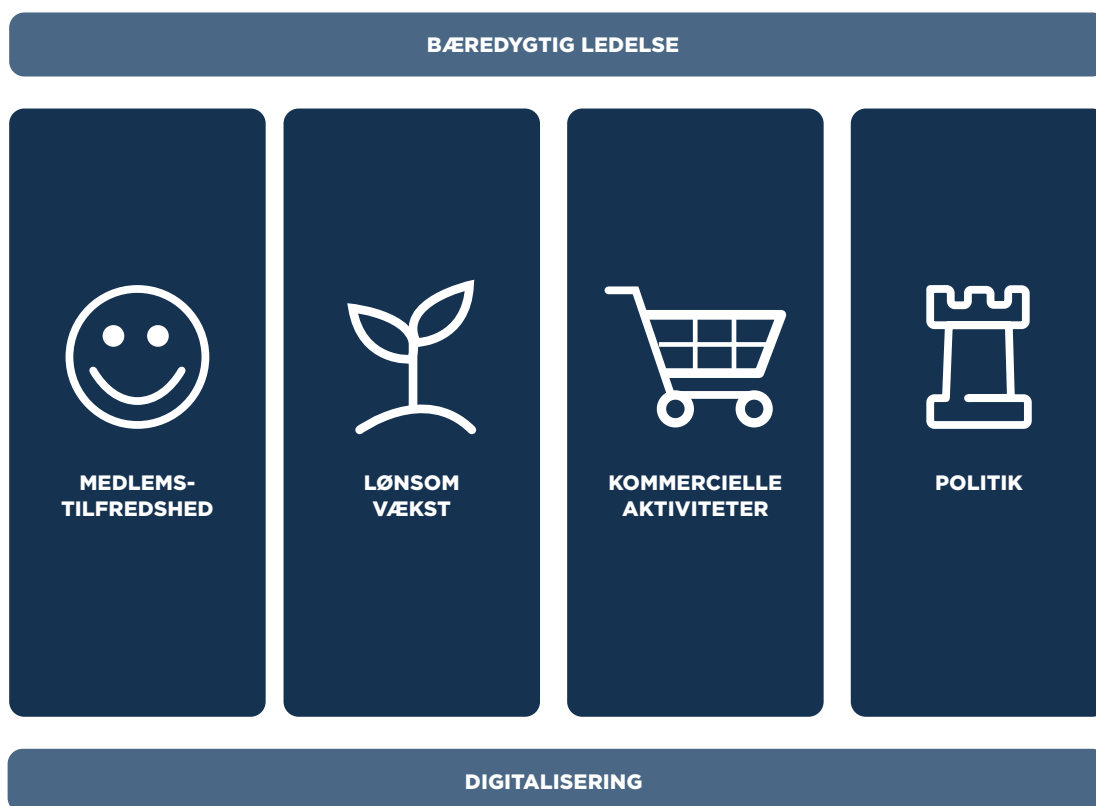 BÆREDYGTIG LEDELSE
MEDLEMS-
TILFREDSHED
LØNSOM
VÆKST
KOMMERCIELLE
AKTIVITETER
POLITIK
DIGITALISERING